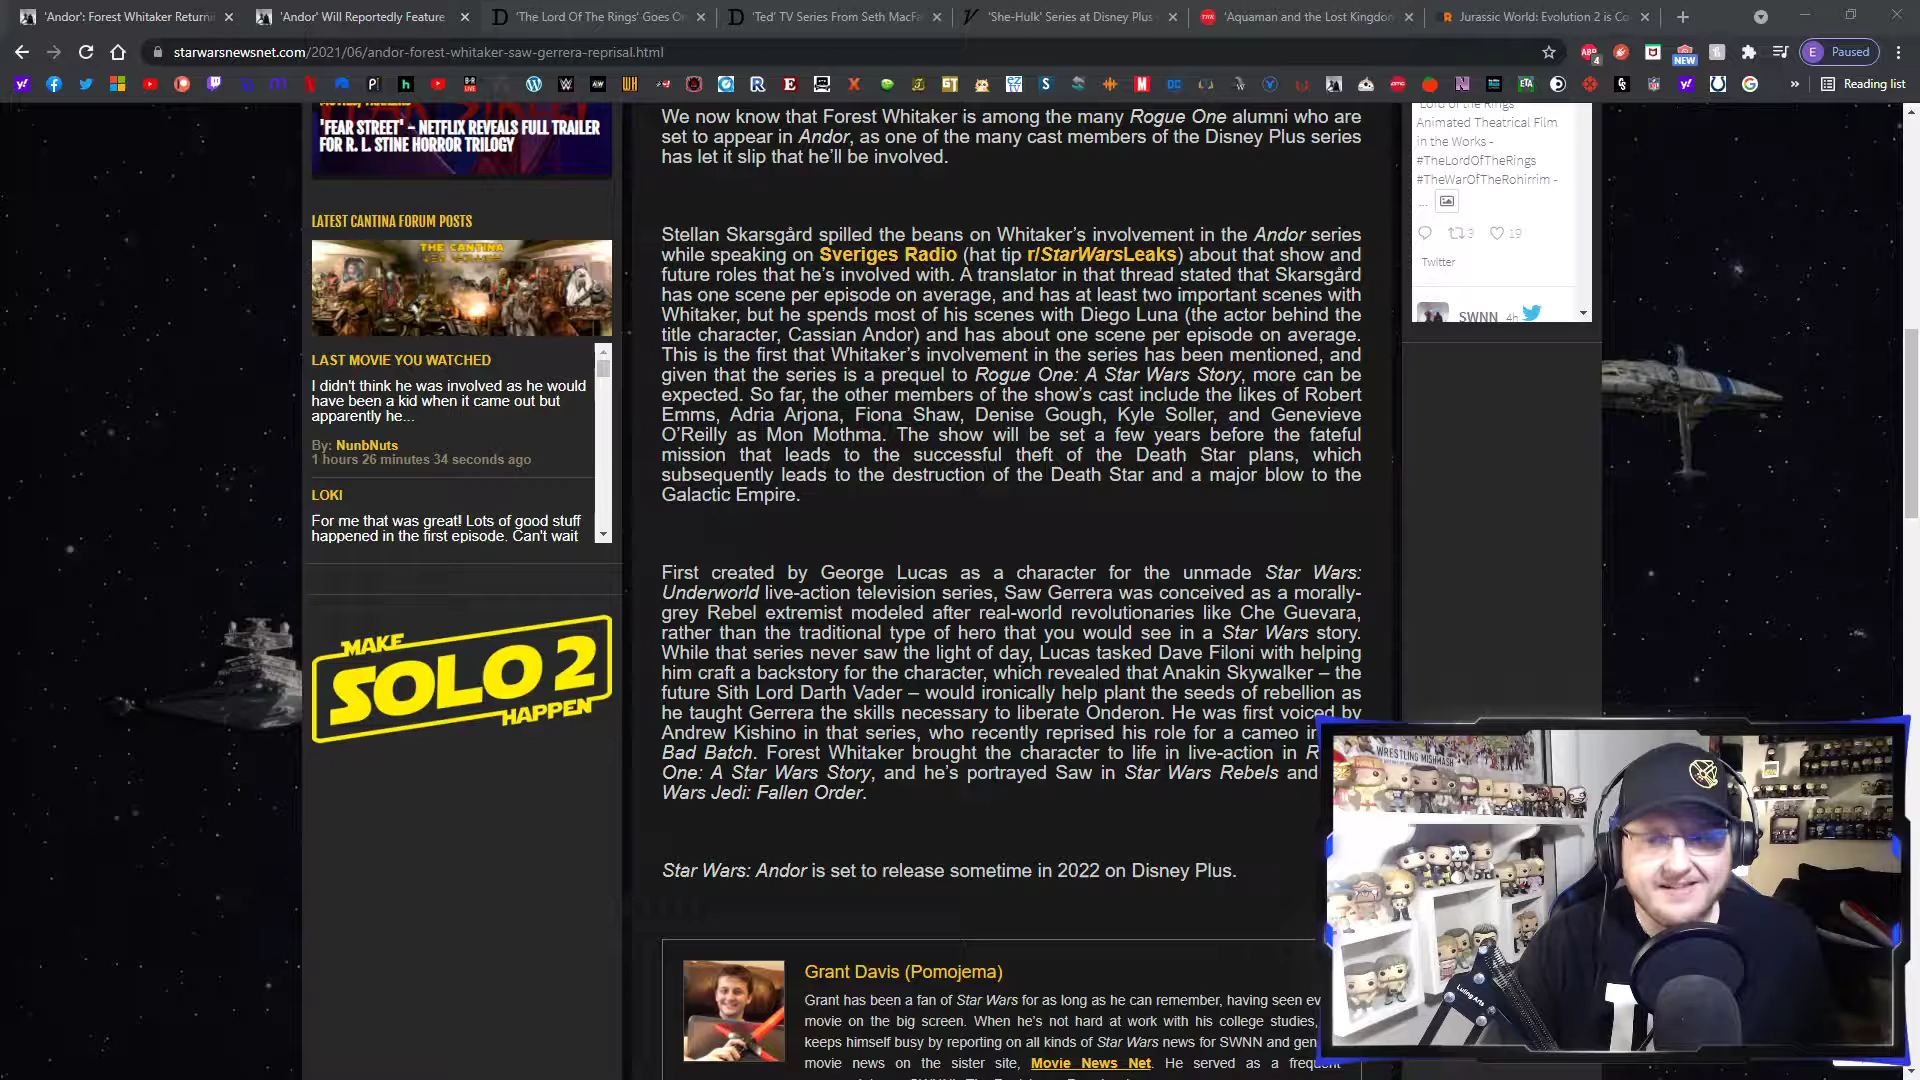 'Andor': Forest Whitaker Returni
'Andor' Will Reportedly Feature
'The Lord Of The Rings' Goes O
'Ted' TV Series From Seth MacFa
'She-Hulk' Series at Disney Plus
'Aquaman and the Lost Kingdom
Jurassic World: Evolution 2 is Co
starwarsnewsnet.com/2021/06/andor-forest-whitaker-saw-gerrera-reprisal.html
E Paused
Reading list
'FEAR STREET' – NETFLIX REVEALS FULL TRAILER
FOR R. L. STINE HORROR TRILOGY
LATEST CANTINA FORUM POSTS
THE CANTINA
LAST MOVIE YOU WATCHED
I didn't think he was involved as he would
have been a kid when it came out but
apparently he...
By: NunbNuts
1 hours 26 minutes 34 seconds ago
LOKI
For me that was great! Lots of good stuff
happened in the first episode. Can't wait
MAKE
SOLO 2
HAPPEN
We now know that Forest Whitaker is among the many Rogue One alumni who are
set to appear in Andor, as one of the many cast members of the Disney Plus series
has let it slip that he'll be involved.
Stellan Skarsgård spilled the beans on Whitaker's involvement in the Andor series
while speaking on Sveriges Radio (hat tip r/StarWarsLeaks) about that show and
future roles that he's involved with. A translator in that thread stated that Skarsgård
has one scene per episode on average, and has at least two important scenes with
Whitaker, but he spends most of his scenes with Diego Luna (the actor behind the
title character, Cassian Andor) and has about one scene per episode on average.
This is the first that Whitaker's involvement in the series has been mentioned, and
given that the series is a prequel to Rogue One: A Star Wars Story, more can be
expected. So far, the other members of the show's cast include the likes of Robert
Emms, Adria Arjona, Fiona Shaw, Denise Gough, Kyle Soller, and Genevieve
O'Reilly as Mon Mothma. The show will be set a few years before the fateful
mission that leads to the successful theft of the Death Star plans, which
subsequently leads to the destruction of the Death Star and a major blow to the
Galactic Empire.
First created by George Lucas as a character for the unmade Star Wars:
Underworld live-action television series, Saw Gerrera was conceived as a morally-
grey Rebel extremist modeled after real-world revolutionaries like Che Guevara,
rather than the traditional type of hero that you would see in a Star Wars story.
While that series never saw the light of day, Lucas tasked Dave Filoni with helping
him craft a backstory for the character, which revealed that Anakin Skywalker – the
future Sith Lord Darth Vader – would ironically help plant the seeds of rebellion as
he taught Gerrera the skills necessary to liberate Onderon. He was first voiced by
Andrew Kishino in that series, who recently reprised his role for a cameo in
Bad Batch. Forest Whitaker brought the character to life in live-action in R
One: A Star Wars Story, and he's portrayed Saw in Star Wars Rebels and
Wars Jedi: Fallen Order.
Star Wars: Andor is set to release sometime in 2022 on Disney Plus.
Grant Davis (Pomojema)
Grant has been a fan of Star Wars for as long as he can remember, having seen ev
movie on the big screen. When he's not hard at work with his college studies,
keeps himself busy by reporting on all kinds of Star Wars news for SWNN and gen
movie news on the sister site, Movie News Net. He served as a frequent
Lord of the Rings
Animated Theatrical Film
in the Works -
#TheLordOfTheRings
#TheWarOfTheRohirrim -
...
3 19
Twitter
SWNN 4h
WRESTLING MISHMASH
Luling Arts